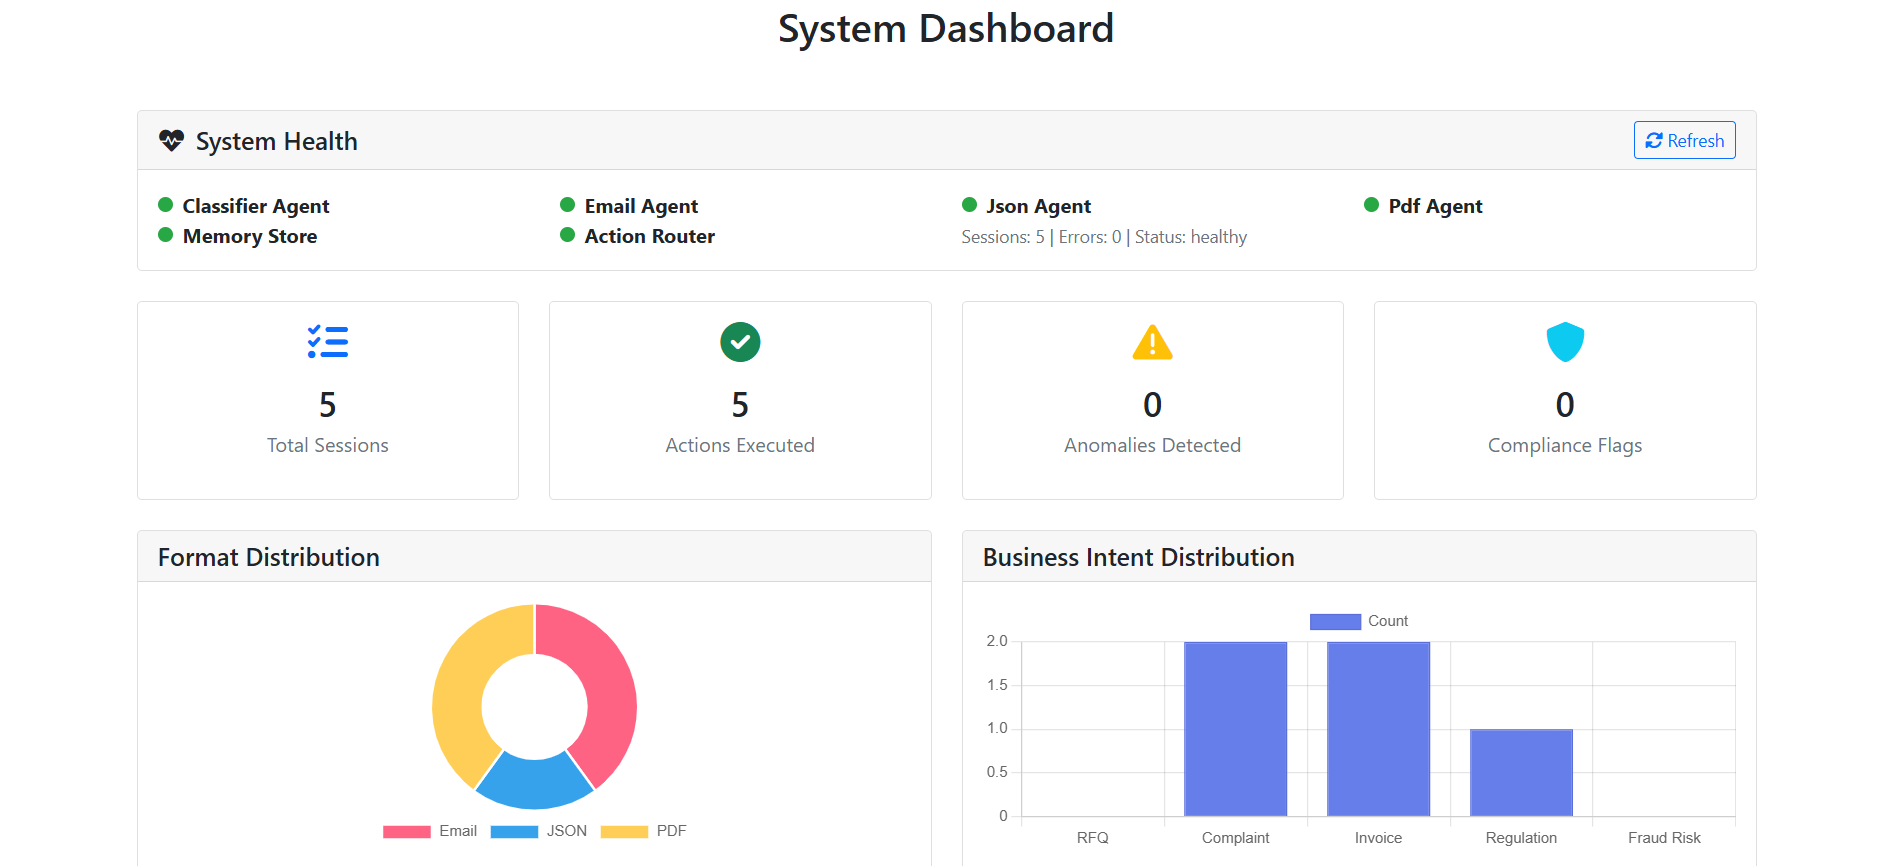 System Dashboard
System Health
Refresh
Classifier Agent
Email Agent
Json Agent
Pdf Agent
Memory Store
Action Router
Sessions: 5 | Errors: 0 | Status: healthy
5
Total Sessions
5
Actions Executed
0
Anomalies Detected
0
Compliance Flags
Format Distribution
Email JSON PDF
Business Intent Distribution
Count
2.0
1.5
1.0
0.5
0
RFQ Complaint Invoice Regulation Fraud Risk